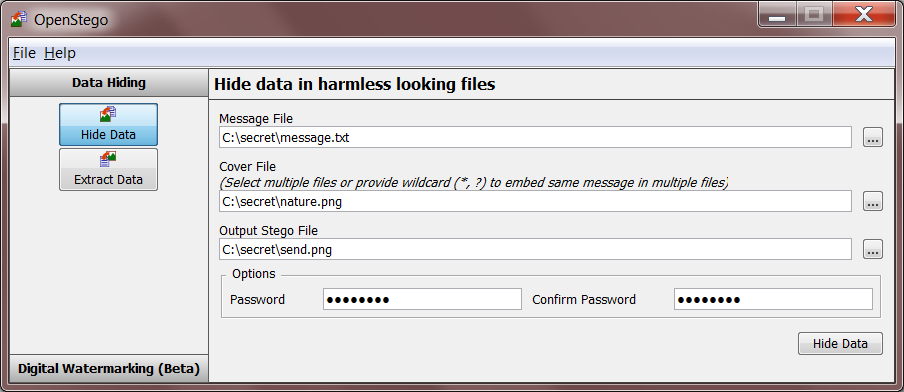 OpenStego
File Help
Data Hiding
Hide Data
Extract Data
Digital Watermarking (Beta)
Hide data in harmless looking files
Message File
C:\secret\message.txt
...
Cover File
(Select multiple files or provide wildcard (*, ?) to embed same message in multiple files)
C:\secret\nature.png
...
Output Stego File
C:\secret\send.png
...
Options
Password ●●●●●●●● Confirm Password ●●●●●●●●
Hide Data